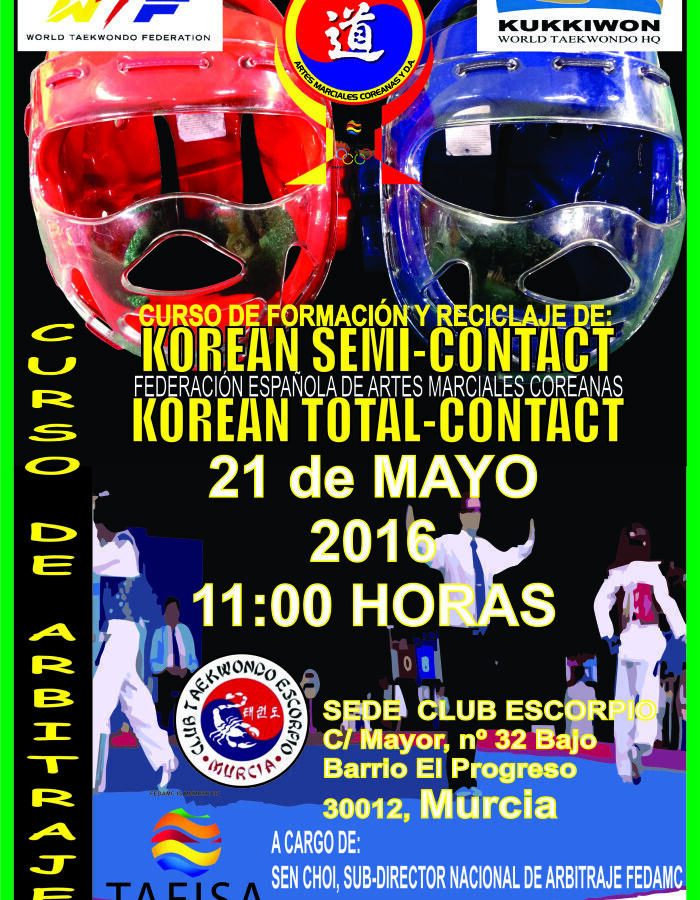 WTF
WORLD TAEKWONDO FEDERATION
KUKKIWON
WORLD TAEKWONDO HQ
道
ARTES MARCIALES COREANAS Y D.A.
CURSO DE FORMACIÓN Y RECICLAJE DE:
KOREAN SEMI-CONTACT
FEDERACIÓN ESPAÑOLA DE ARTES MARCIALES COREANAS
KOREAN TOTAL-CONTACT
21 de MAYO
2016
11:00 HORAS
CURSO DE ARBITRAJE
CLUB TAEKWONDO ESCORPIO
태권도
MURCIA
SEDE CLUB ESCORPIO
C/ Mayor, nº 32 Bajo
Barrio El Progreso
30012, Murcia
A CARGO DE:
SEN CHOI, SUB-DIRECTOR NACIONAL DE ARBITRAJE FEDAMC
TAFISA